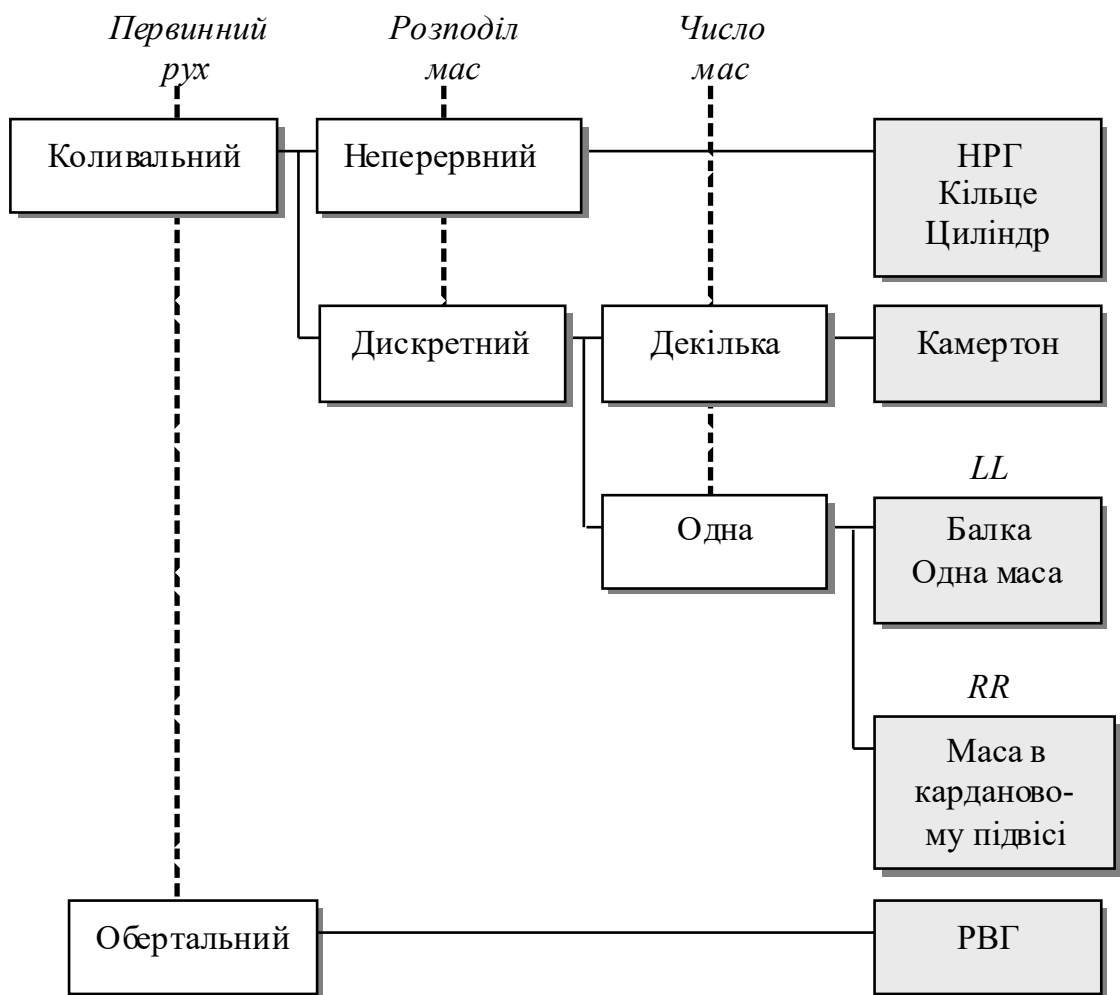 Первинний
рух
Розподіл
мас
Число
мас
Коливальний
Неперервний
НРГ
Кільце
Циліндр
Дискретний
Декілька
Камертон
LL
Одна
Балка
Одна маса
RR
Маса в
карданово-
му підвісі
Обертальний
РВГ